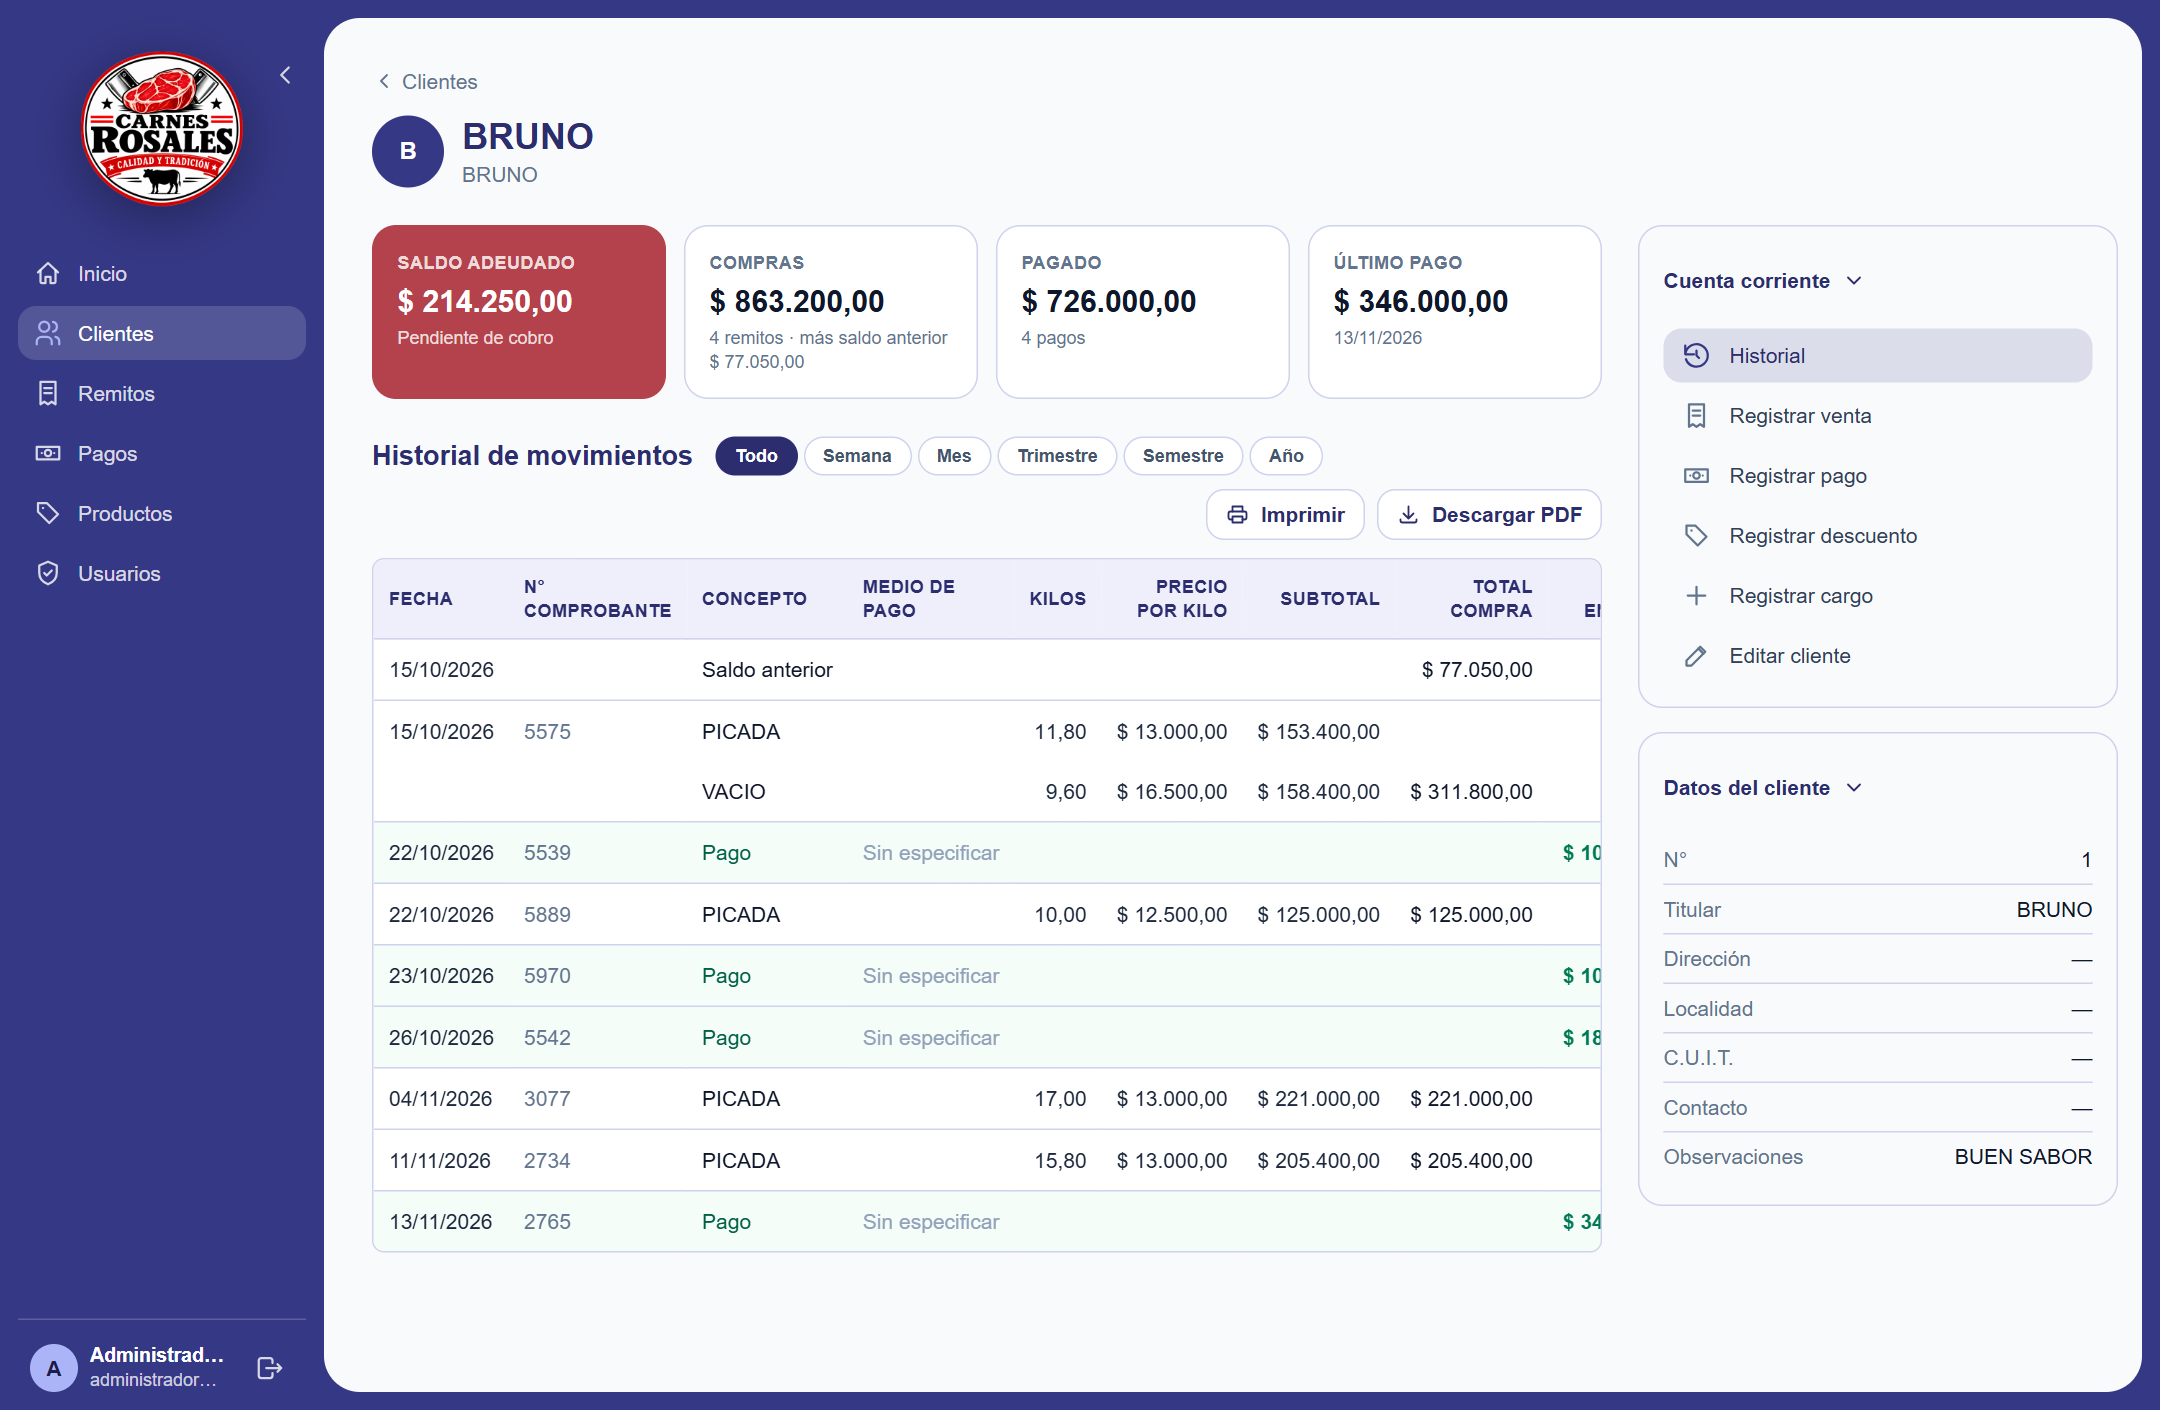 CARNES
ROSALES
CALIDAD Y TRADICIÓN
Inicio
Clientes
Remitos
Pagos
Productos
Usuarios
A
Administrad...
administrador...
Clientes
B
BRUNO
BRUNO
SALDO ADEUDADO
$ 214.250,00
Pendiente de cobro
COMPRAS
$ 863.200,00
4 remitos · más saldo anterior
$ 77.050,00
PAGADO
$ 726.000,00
4 pagos
ÚLTIMO PAGO
$ 346.000,00
13/11/2026
Historial de movimientos
Todo Semana Mes Trimestre Semestre Año
Imprimir Descargar PDF
FECHA N° COMPROBANTE CONCEPTO MEDIO DE PAGO KILOS PRECIO POR KILO SUBTOTAL TOTAL COMPRA
15/10/2026 Saldo anterior $ 77.050,00
15/10/2026 5575 PICADA 11,80 $ 13.000,00 $ 153.400,00
VACIO 9,60 $ 16.500,00 $ 158.400,00 $ 311.800,00
22/10/2026 5539 Pago Sin especificar $ 10
22/10/2026 5889 PICADA 10,00 $ 12.500,00 $ 125.000,00 $ 125.000,00
23/10/2026 5970 Pago Sin especificar $ 10
26/10/2026 5542 Pago Sin especificar $ 18
04/11/2026 3077 PICADA 17,00 $ 13.000,00 $ 221.000,00 $ 221.000,00
11/11/2026 2734 PICADA 15,80 $ 13.000,00 $ 205.400,00 $ 205.400,00
13/11/2026 2765 Pago Sin especificar $ 34
Cuenta corriente
Historial
Registrar venta
Registrar pago
Registrar descuento
Registrar cargo
Editar cliente
Datos del cliente
N° 1
Titular BRUNO
Dirección —
Localidad —
C.U.I.T. —
Contacto —
Observaciones BUEN SABOR